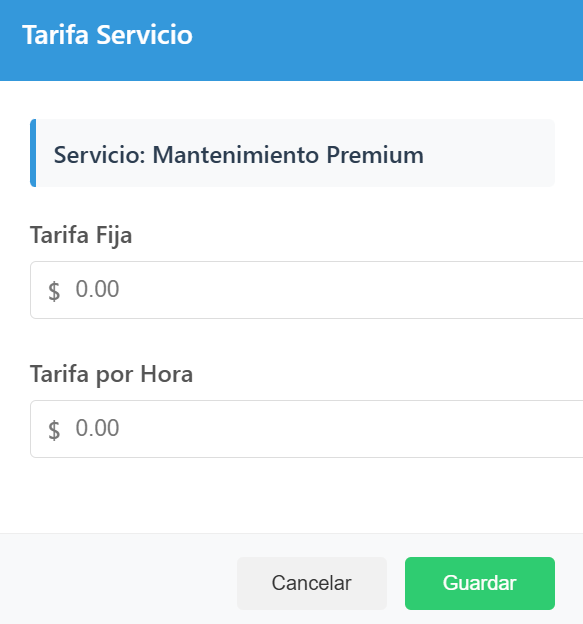 Tarifa Servicio
Servicio: Mantenimiento Premium
Tarifa Fija
$ 0.00
Tarifa por Hora
$ 0.00
Cancelar Guardar